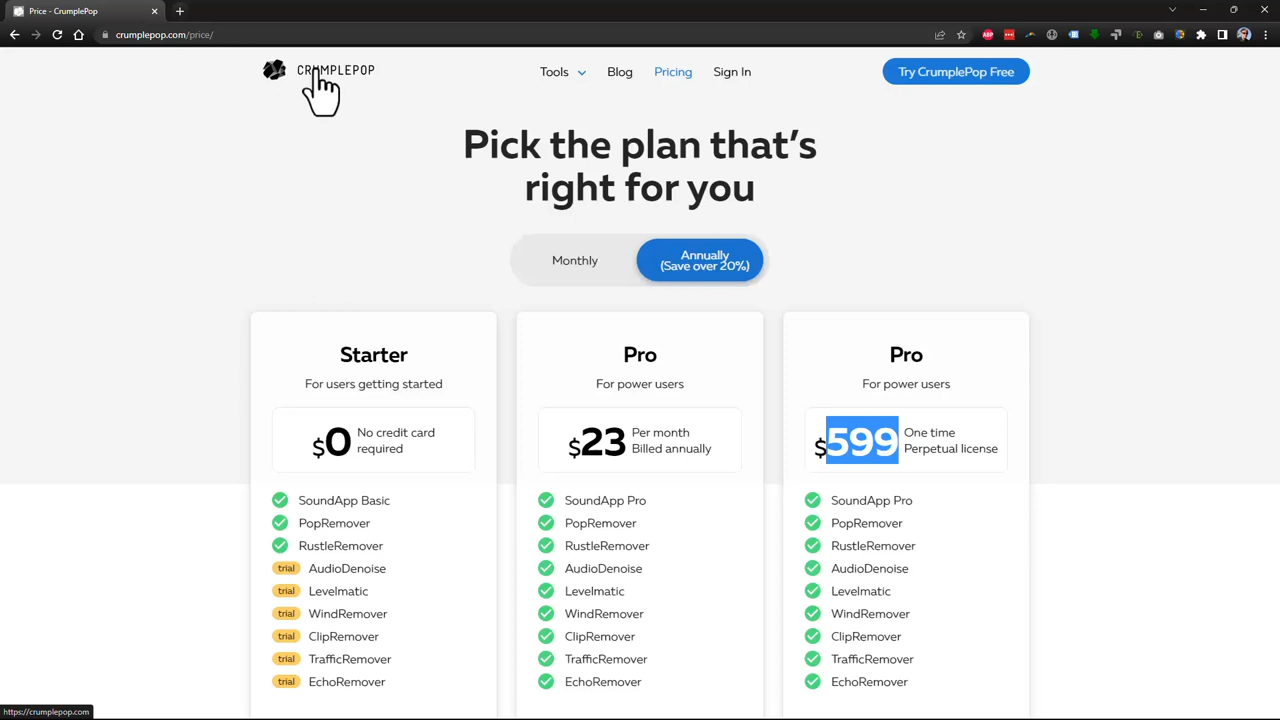 Price - CrumplePop
crumplepop.com/price/
CRUMPLEPOP
Tools
Blog
Pricing
Sign In
Try CrumplePop Free
Pick the plan that's
right for you
Monthly
Annually
(Save over 20%)
Starter
For users getting started
$0
No credit card
required
SoundApp Basic
PopRemover
RustleRemover
trial AudioDenoise
trial Levelmatic
trial WindRemover
trial ClipRemover
trial TrafficRemover
trial EchoRemover
Pro
For power users
$23
Per month
Billed annually
SoundApp Pro
PopRemover
RustleRemover
AudioDenoise
Levelmatic
WindRemover
ClipRemover
TrafficRemover
EchoRemover
Pro
For power users
$599
One time
Perpetual license
SoundApp Pro
PopRemover
RustleRemover
AudioDenoise
Levelmatic
WindRemover
ClipRemover
TrafficRemover
EchoRemover
https://crumplepop.com